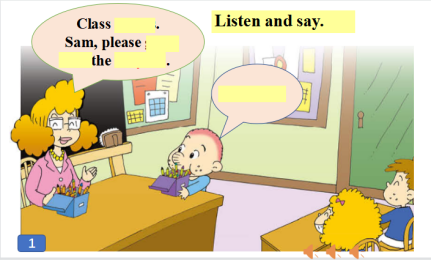 Class .
Sam, please
the .
Listen and say.
1